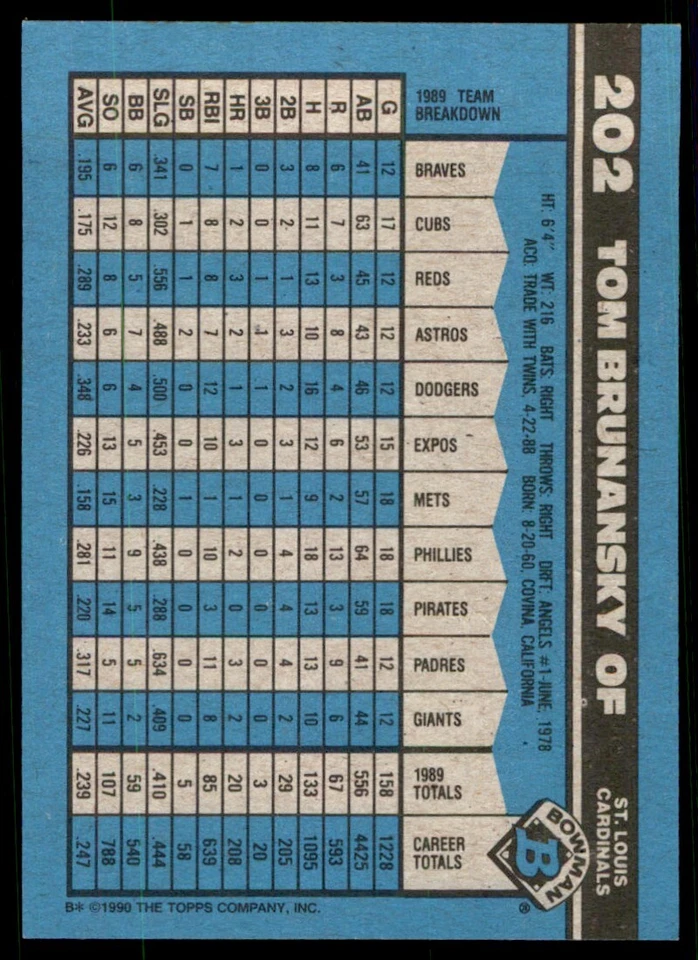 202 TOM BRUNANSKY OF
ST. LOUIS
CARDINALS
HT: 6'4" WT: 216 BATS: RIGHT THROWS: RIGHT DRFT: ANGELS #1-JUNE, 1978
ACQ: TRADE WITH TWINS, 4-22-88 BORN: 8-20-60, COVINA, CALIFORNIA
BOWMAN
B
®
1989 TEAM
BREAKDOWN
BRAVES CUBS REDS ASTROS DODGERS EXPOS METS PHILLIES PIRATES PADRES GIANTS 1989 TOTALS CAREER TOTALS
G 12 17 12 12 12 15 18 18 18 12 12 158 1228
AB 41 63 45 43 46 53 57 64 59 41 44 556 4425
R 6 7 3 8 4 6 2 13 3 9 6 67 593
H 8 11 13 10 16 12 9 18 13 13 10 133 1095
2B 3 2 1 3 2 3 1 4 4 4 2 29 205
3B 0 0 1 1 1 0 0 0 0 0 0 3 20
HR 1 2 3 2 1 3 1 2 0 3 2 20 208
RBI 7 8 8 7 12 10 1 10 3 11 8 85 639
SB 0 1 1 2 0 0 1 0 0 0 0 5 58
SLG .341 .302 .556 .488 .500 .453 .228 .438 .288 .634 .409 .410 .444
BB 6 8 5 7 4 5 3 9 5 5 2 59 540
SO 6 12 8 6 6 13 15 11 14 5 11 107 788
AVG .195 .175 .289 .233 .348 .226 .158 .281 .220 .317 .227 .239 .247
B* ©1990 THE TOPPS COMPANY, INC.